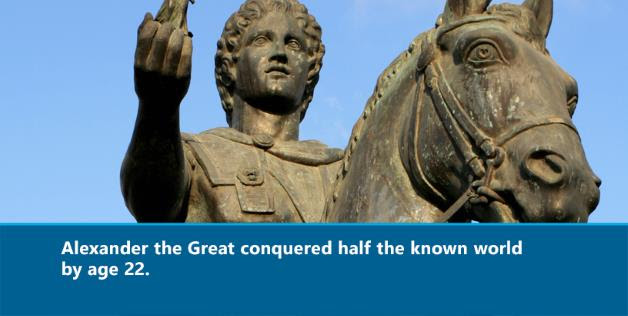 Alexander the Great conquered half the known world
by age 22.